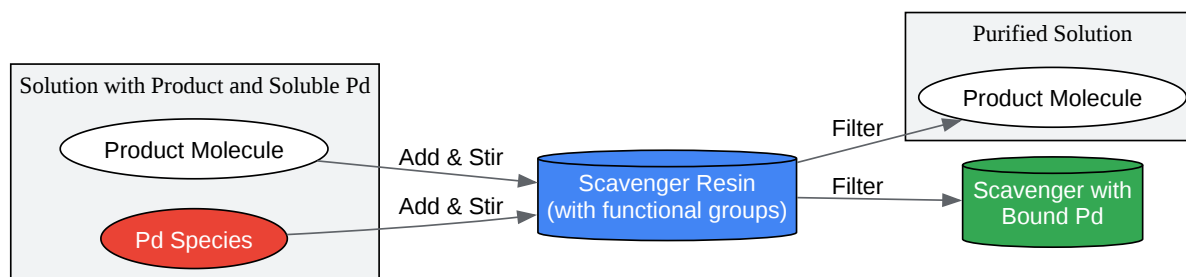 Solution with Product and Soluble Pd
Product Molecule
Pd Species
Add & Stir
Add & Stir
Scavenger Resin
(with functional groups)
Filter
Filter
Purified Solution
Product Molecule
Scavenger with
Bound Pd